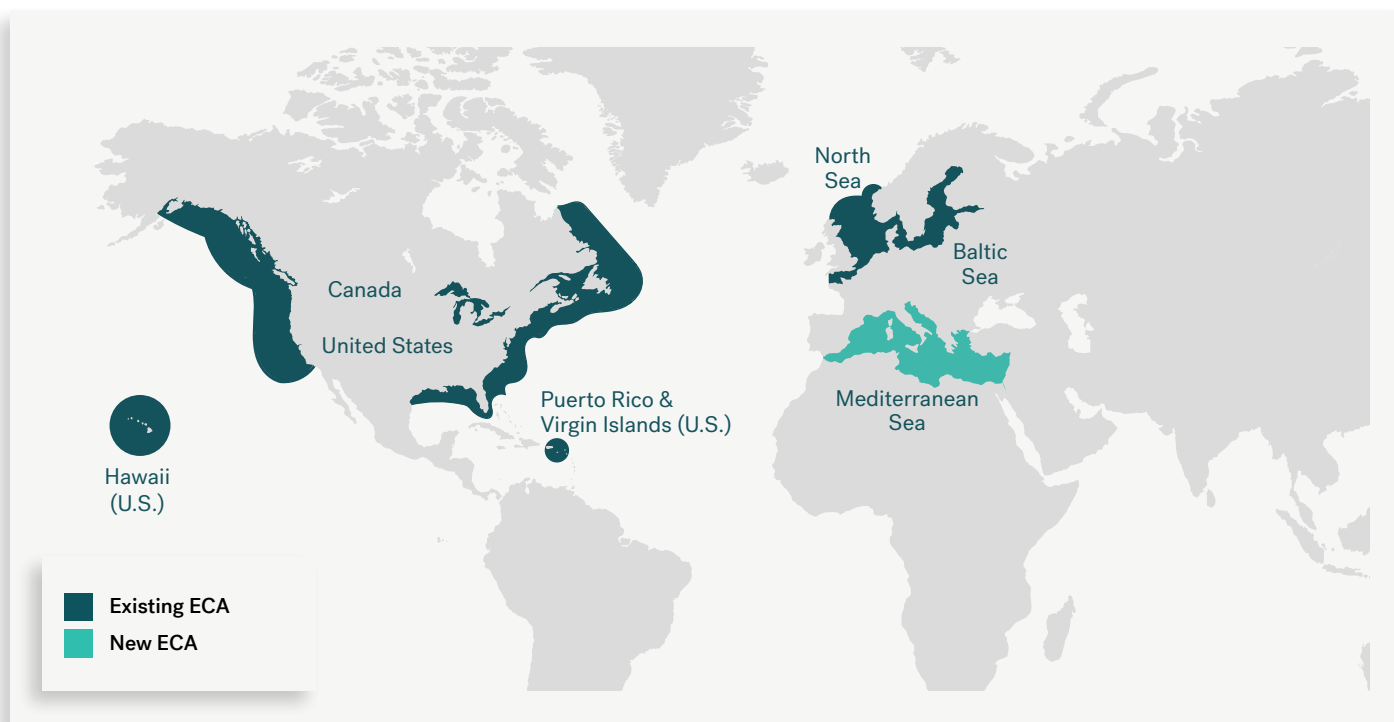 North
Sea
Baltic
Sea
Canada
United States
Puerto Rico &
Virgin Islands (U.S.)
Mediterranean
Sea
Hawaii
(U.S.)
Existing ECA
New ECA